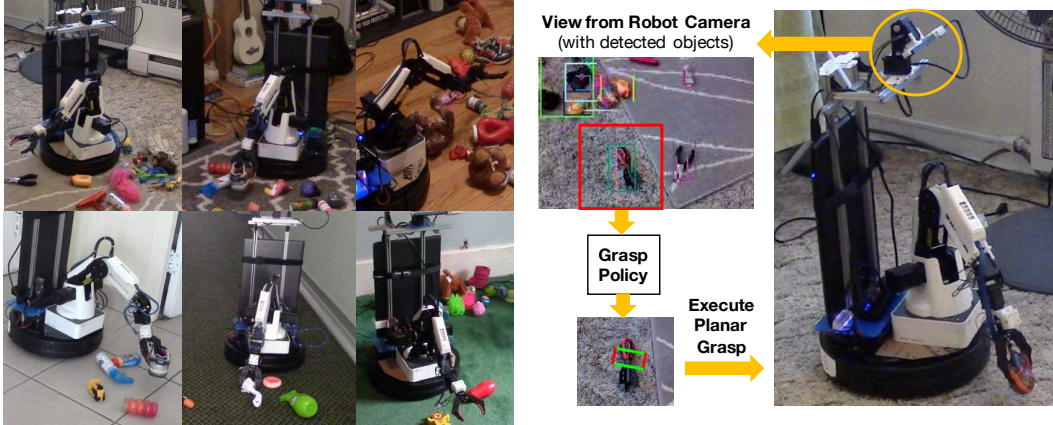 View from Robot Camera
(with detected objects)
Grasp
Policy
Execute
Planar
Grasp